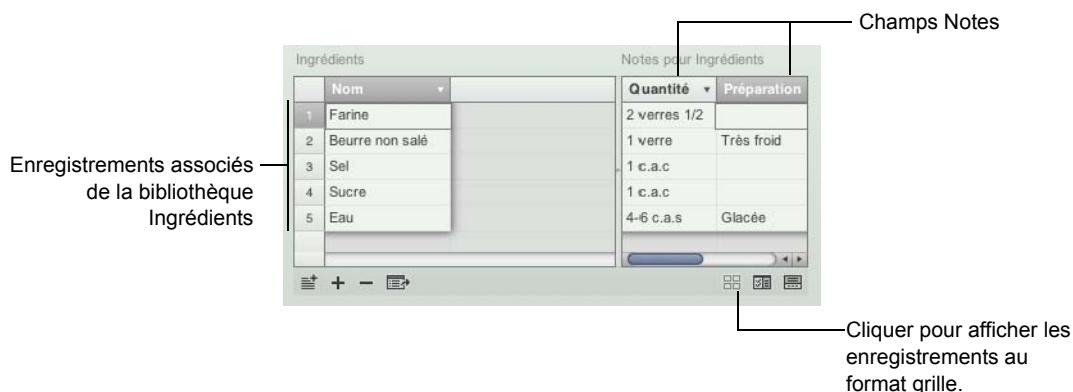 Champs Notes
Ingrédients
Notes pour Ingrédients
Nom
Quantité Préparation
1 Farine 2 verres 1/2
2 Beurre non salé 1 verre Très froid
3 Sel 1 c.a.c
4 Sucre 1 c.a.c
5 Eau 4-6 c.a.s Glacée
Enregistrements associés
de la bibliothèque
Ingrédients
Cliquer pour afficher les
enregistrements au
format grille.